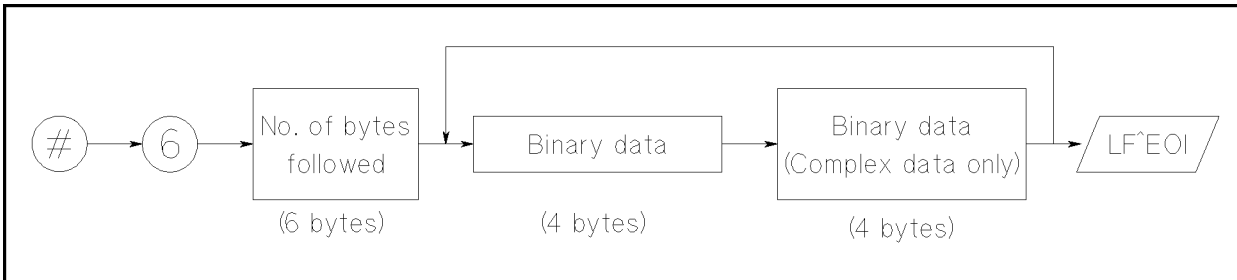 #
6
No. of bytes
followed
(6 bytes)
Binary data
(4 bytes)
Binary data
(Complex data only)
(4 bytes)
LF^EOI